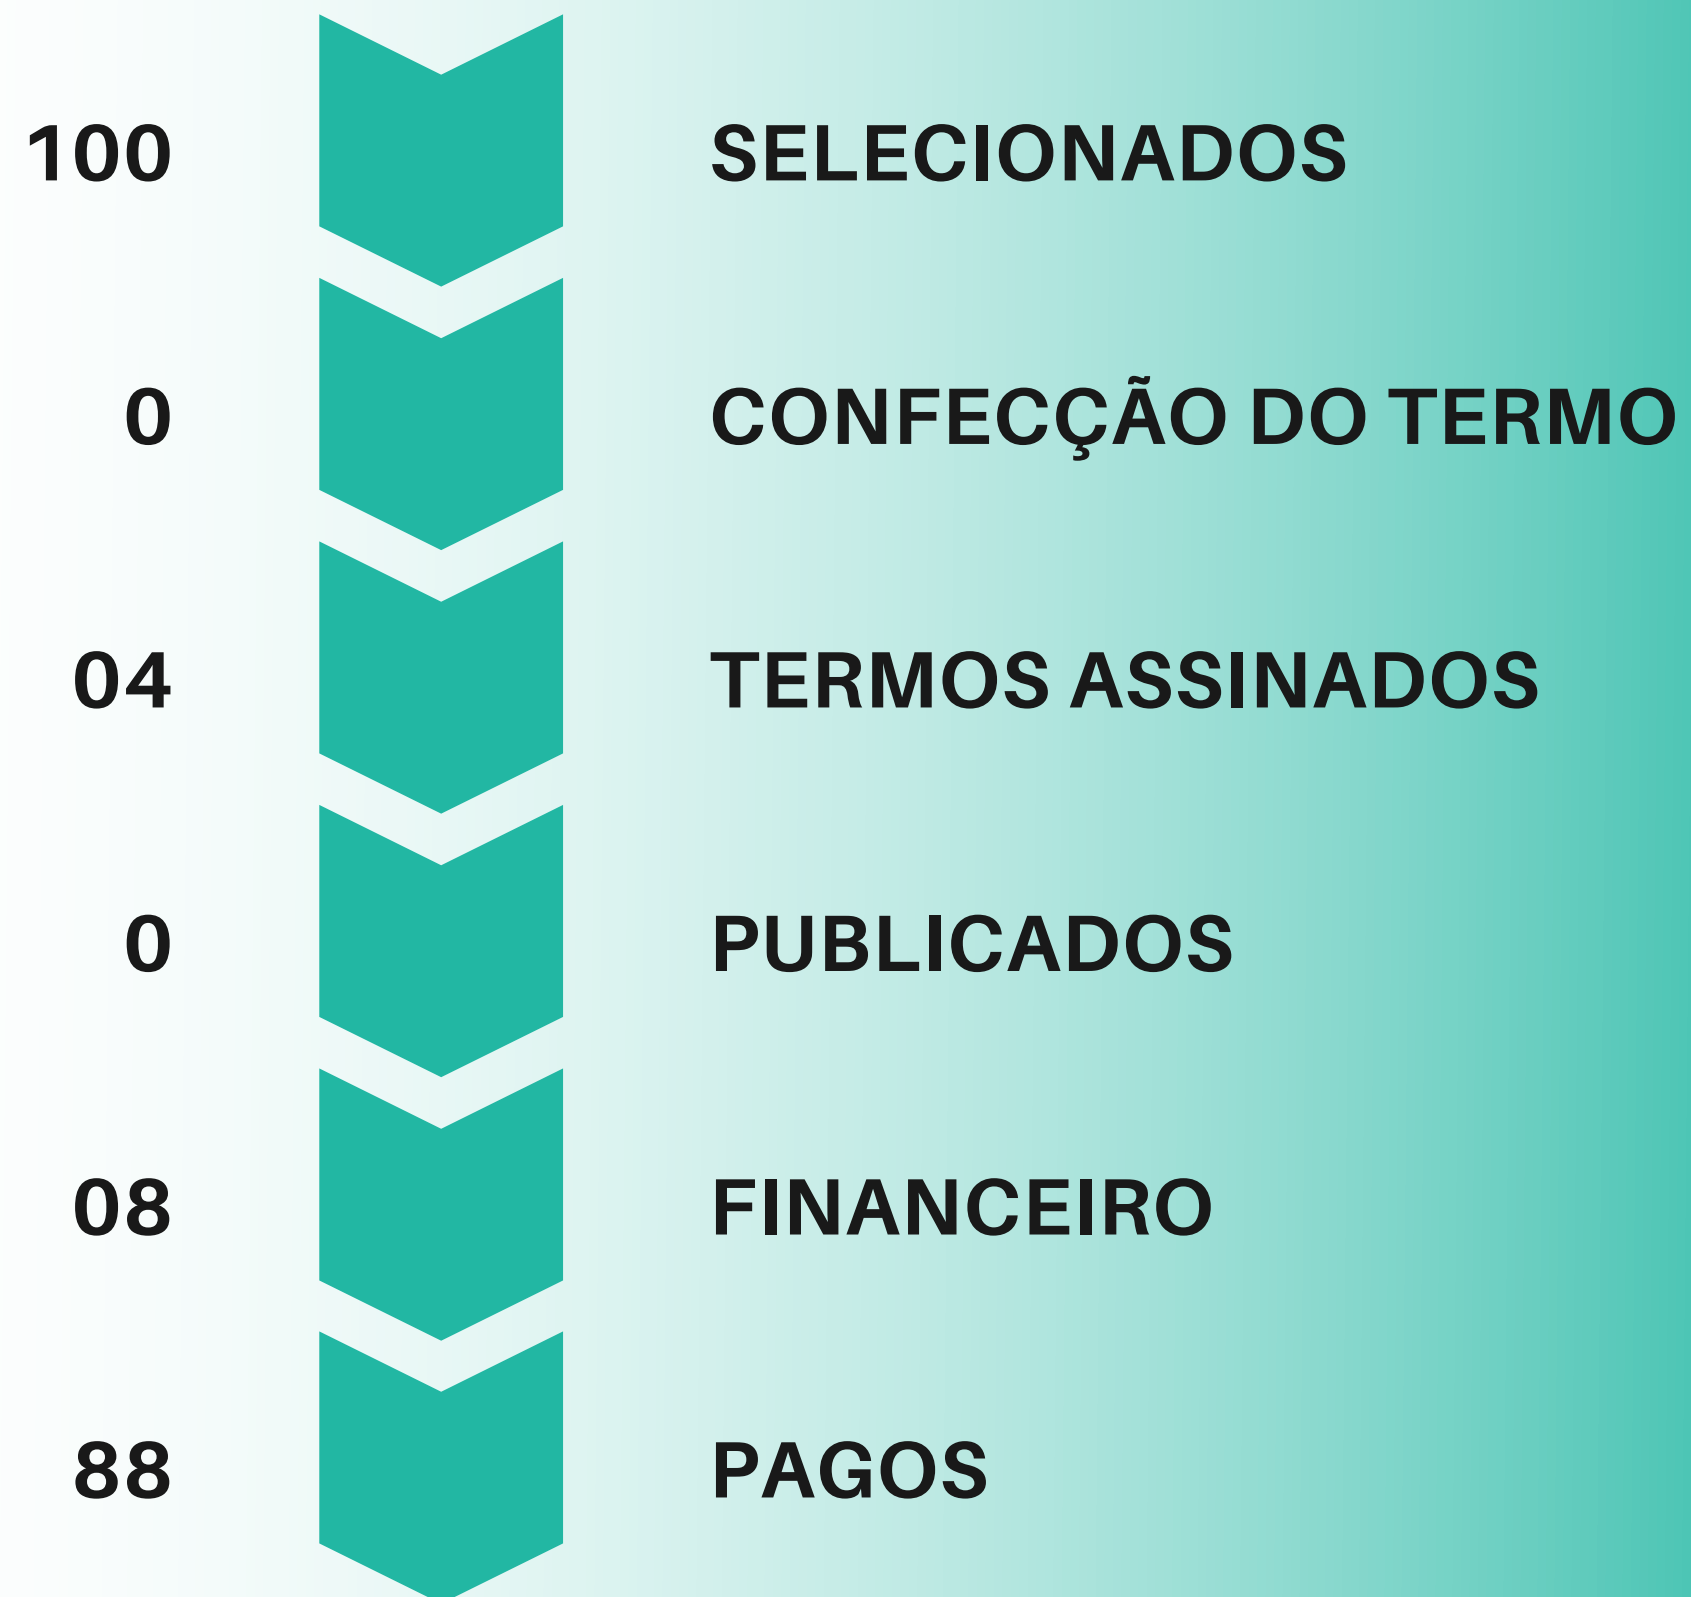 100 SELECIONADOS
0 CONFECÇÃO DO TERMO
04 TERMOS ASSINADOS
0 PUBLICADOS
08 FINANCEIRO
88 PAGOS